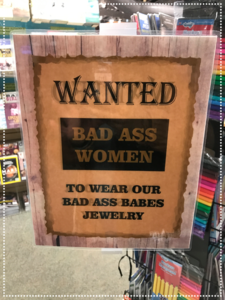 WANTED
BAD ASS
WOMEN
TO WEAR OUR
BAD ASS BABES
JEWELRY